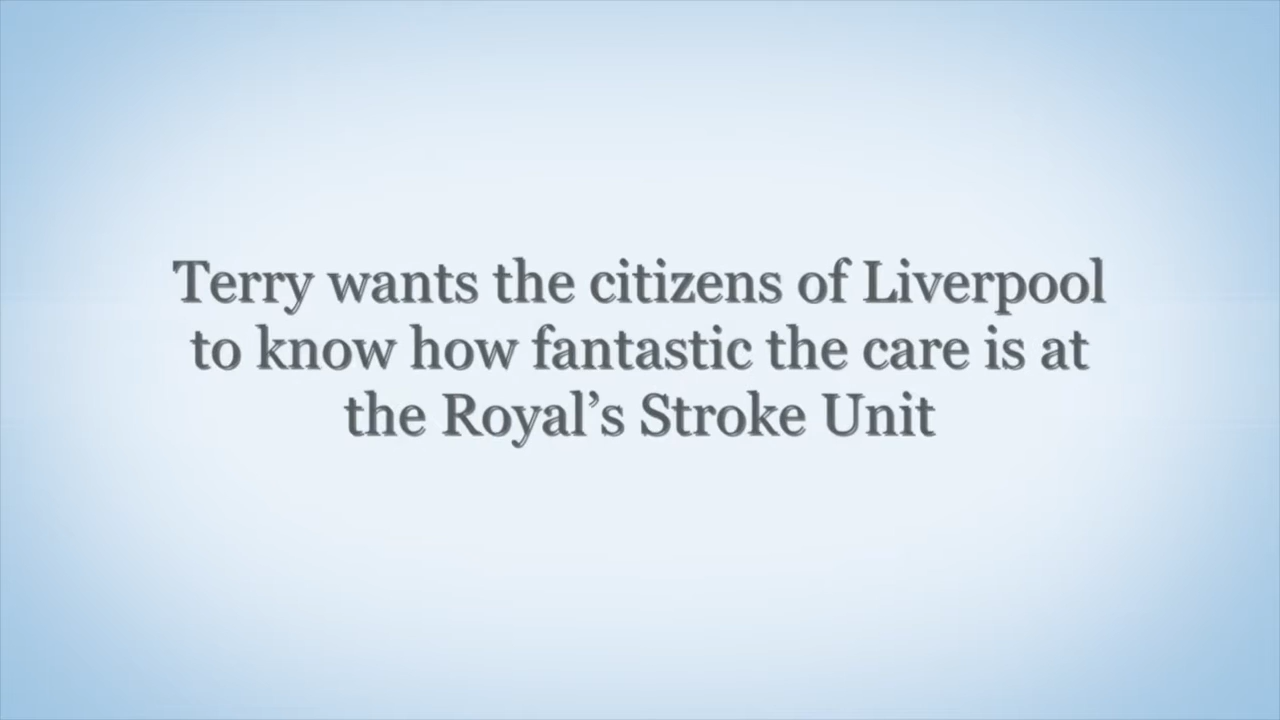 Terry wants the citizens of Liverpool
to know how fantastic the care is at
the Royal’s Stroke Unit